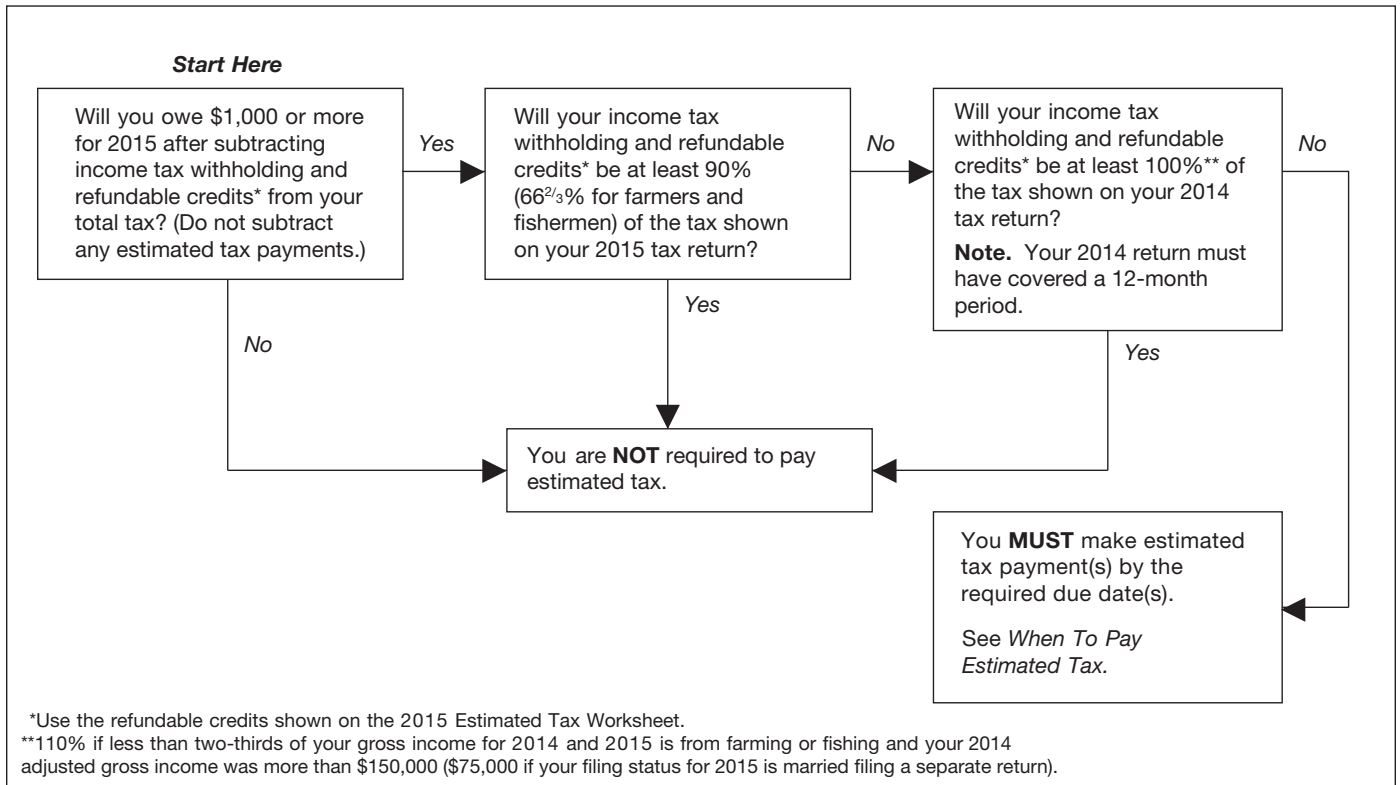 Start Here
Will you owe $1,000 or more
for 2015 after subtracting
income tax withholding and
refundable credits* from your
total tax? (Do not subtract
any estimated tax payments.)
Yes
Will your income tax
withholding and refundable
credits* be at least 90%
(66²/₃% for farmers and
fishermen) of the tax shown
on your 2015 tax return?
No
Will your income tax
withholding and refundable
credits* be at least 100%** of
the tax shown on your 2014
tax return?
Note. Your 2014 return must
have covered a 12-month
period.
No
No
Yes
Yes
You are NOT required to pay
estimated tax.
You MUST make estimated
tax payment(s) by the
required due date(s).
See When To Pay
Estimated Tax.
*Use the refundable credits shown on the 2015 Estimated Tax Worksheet.
**110% if less than two-thirds of your gross income for 2014 and 2015 is from farming or fishing and your 2014
adjusted gross income was more than $150,000 ($75,000 if your filing status for 2015 is married filing a separate return).